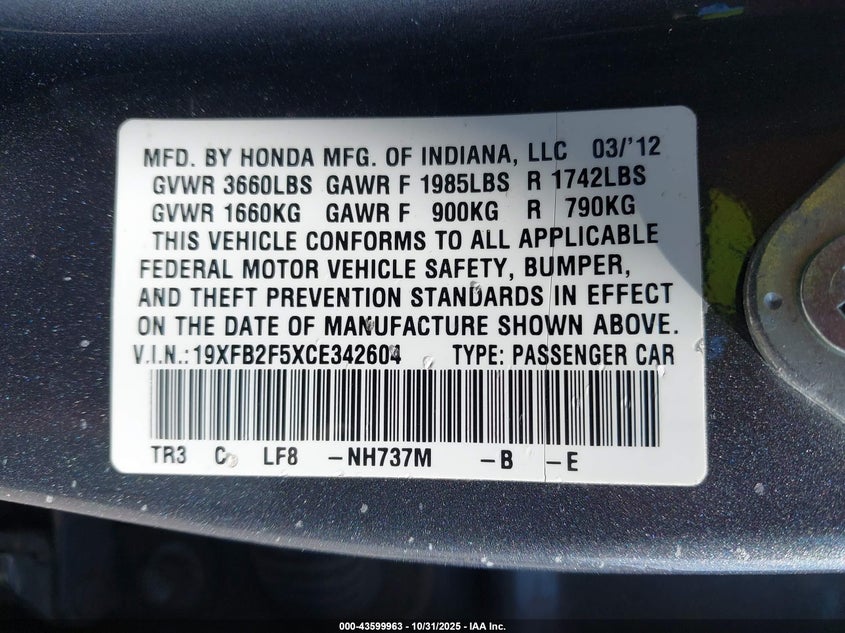 MFD. BY HONDA MFG. OF INDIANA, LLC 03/'12
GVWR 3660LBS GAWR F 1985LBS R 1742LBS
GVWR 1660KG GAWR F 900KG R 790KG
THIS VEHICLE CONFORMS TO ALL APPLICABLE
FEDERAL MOTOR VEHICLE SAFETY, BUMPER,
AND THEFT PREVENTION STANDARDS IN EFFECT
ON THE DATE OF MANUFACTURE SHOWN ABOVE.
V.I.N.:19XFB2F5XCE342604 TYPE: PASSENGER CAR
TR3 C LF8 -NH737M -B -E
000-43599963 - 10/31/2025 - IAA Inc.